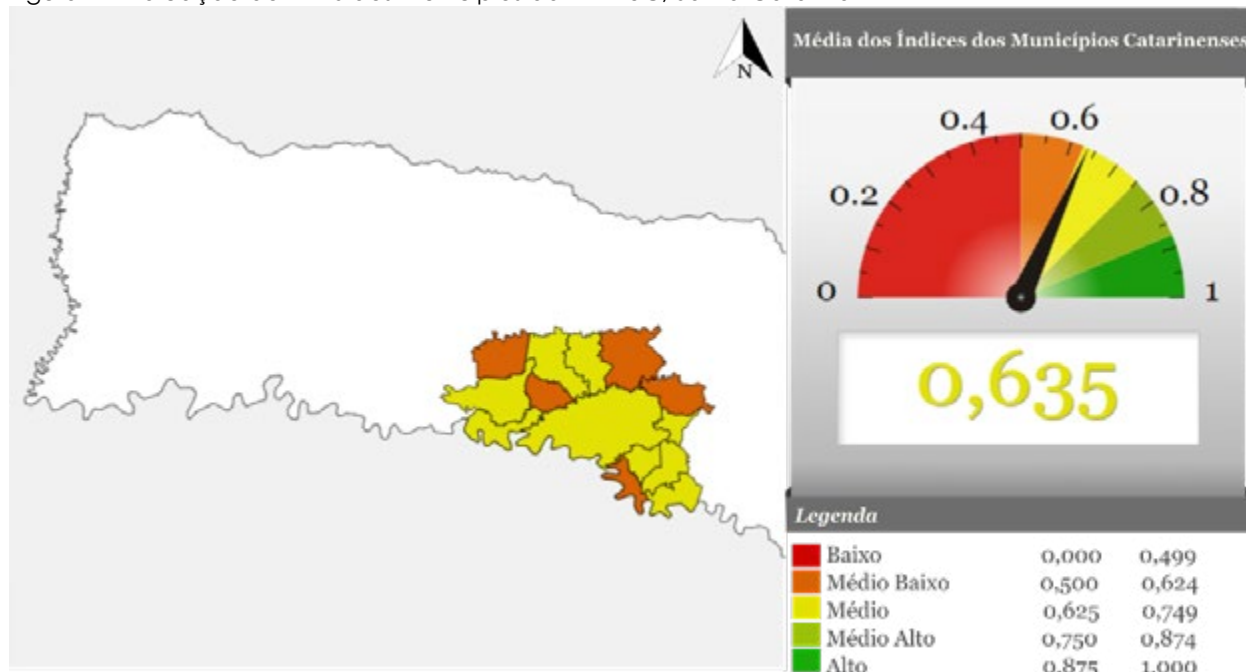 N
Média dos Índices dos Municípios Catarinenses
0 0.2 0.4 0.6 0.8 1
0,635
Legenda
Baixo 0,000 0,499
Médio Baixo 0,500 0,624
Médio 0,625 0,749
Médio Alto 0,750 0,874
Alto 0,875 1,000